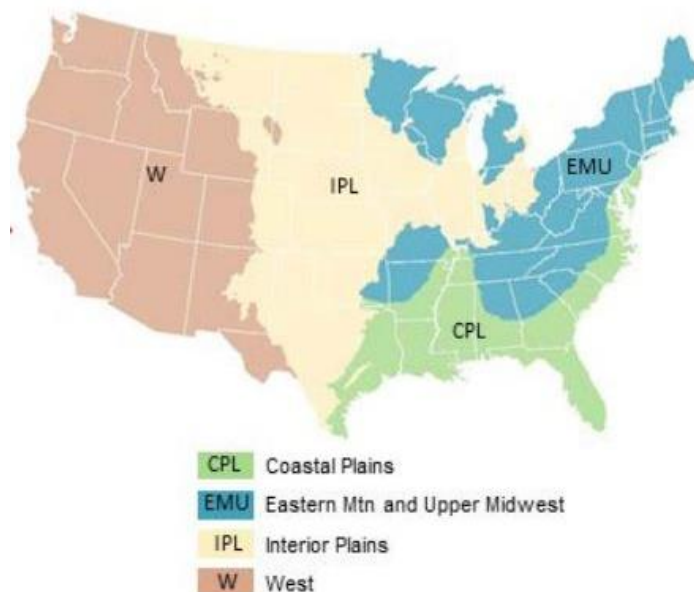 EMU
W
IPL
CPL
CPL Coastal Plains
EMU Eastern Mtn and Upper Midwest
IPL Interior Plains
W West